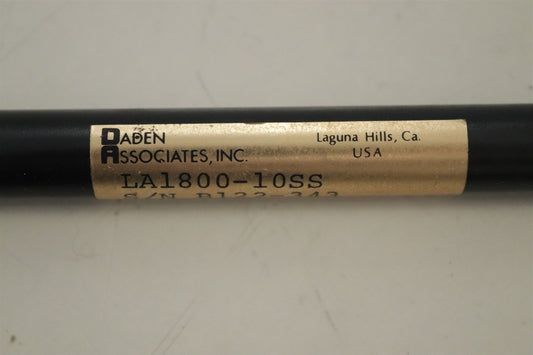 DADEN
ASSOCIATES, INC.
Laguna Hills, Ca.
USA
LA1800-10SS
S/N